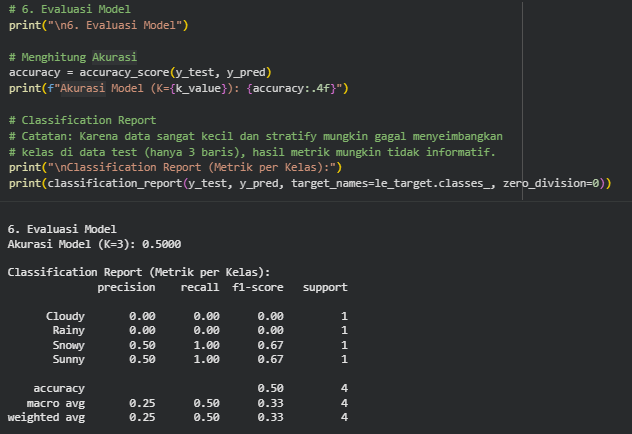 # 6. Evaluasi Model
print("\n6. Evaluasi Model")
# Menghitung Akurasi
accuracy = accuracy_score(y_test, y_pred)
print(f"Akurasi Model (K={k_value}): {accuracy:.4f}")
# Classification Report
# Catatan: Karena data sangat kecil dan stratify mungkin gagal menyeimbangkan
# kelas di data test (hanya 3 baris), hasil metrik mungkin tidak informatif.
print("\nClassification Report (Metrik per Kelas):")
print(classification_report(y_test, y_pred, target_names=le_target.classes_, zero_division=0))
6. Evaluasi Model
Akurasi Model (K=3): 0.5000
Classification Report (Metrik per Kelas):
              precision    recall  f1-score   support
      Cloudy       0.00      0.00      0.00         1
       Rainy       0.00      0.00      0.00         1
       Snowy       0.50      1.00      0.67         1
       Sunny       0.50      1.00      0.67         1
    accuracy                           0.50         4
   macro avg       0.25      0.50      0.33         4
weighted avg       0.25      0.50      0.33         4